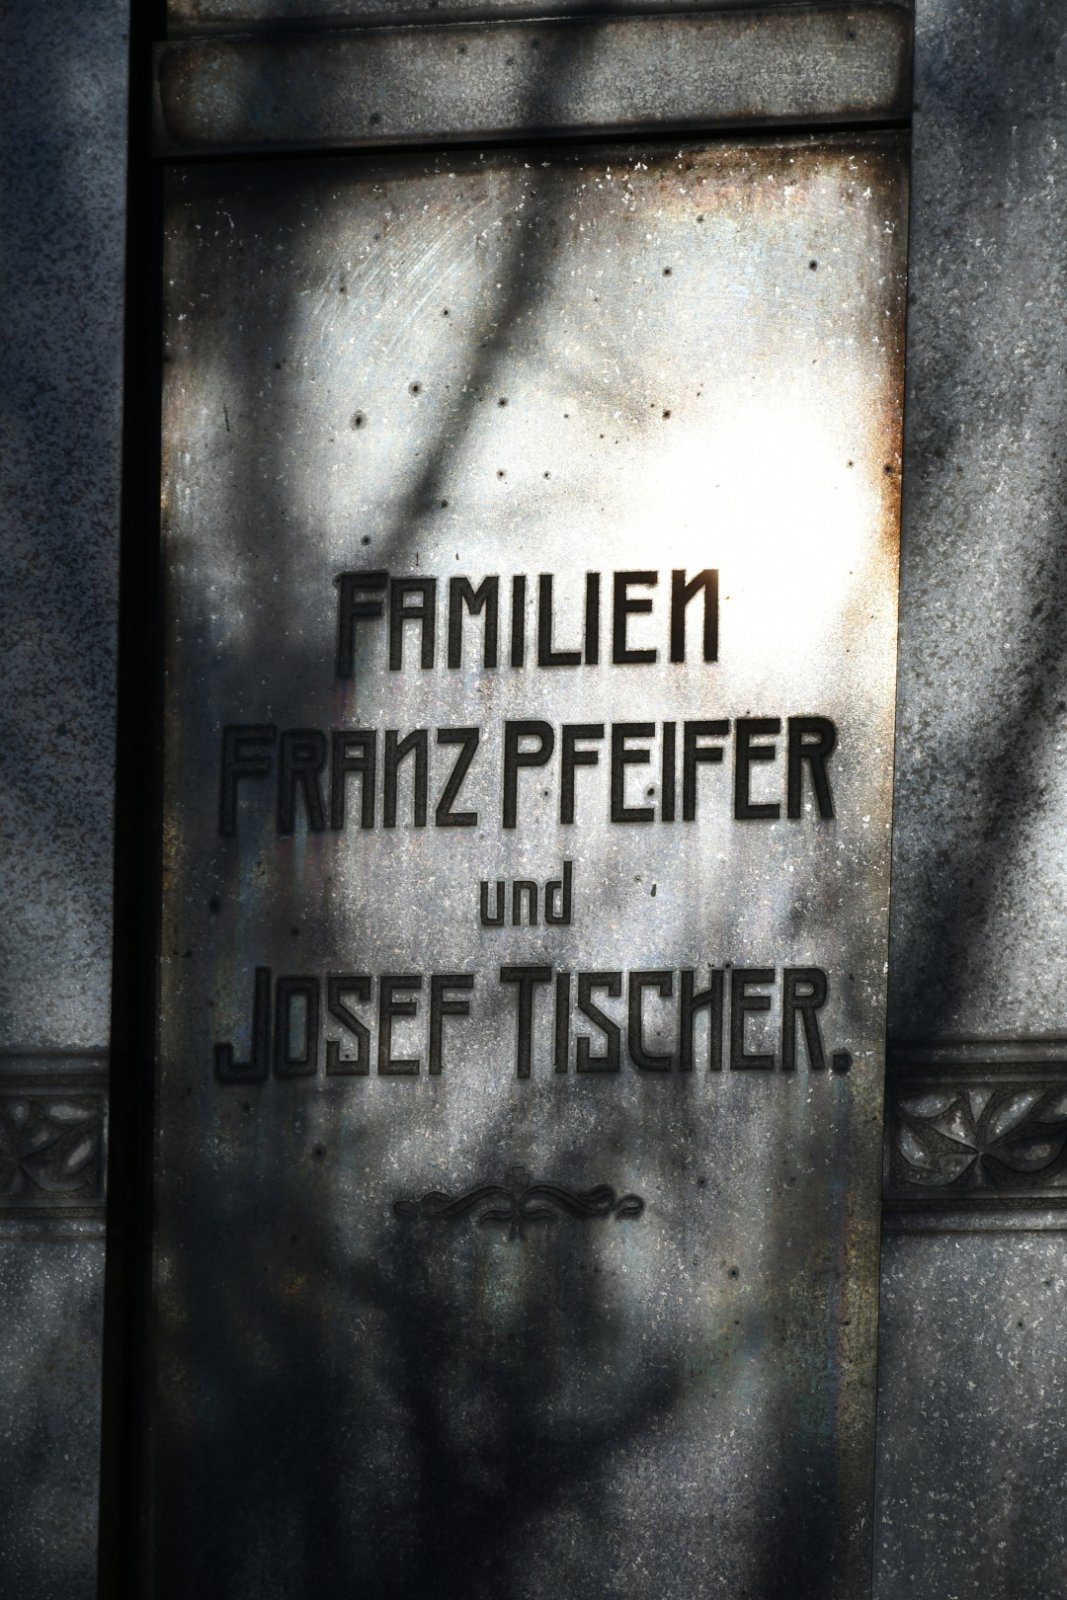 FAMILIEN
FRANZ PFEIFER
und
JOSEF TISCHER.